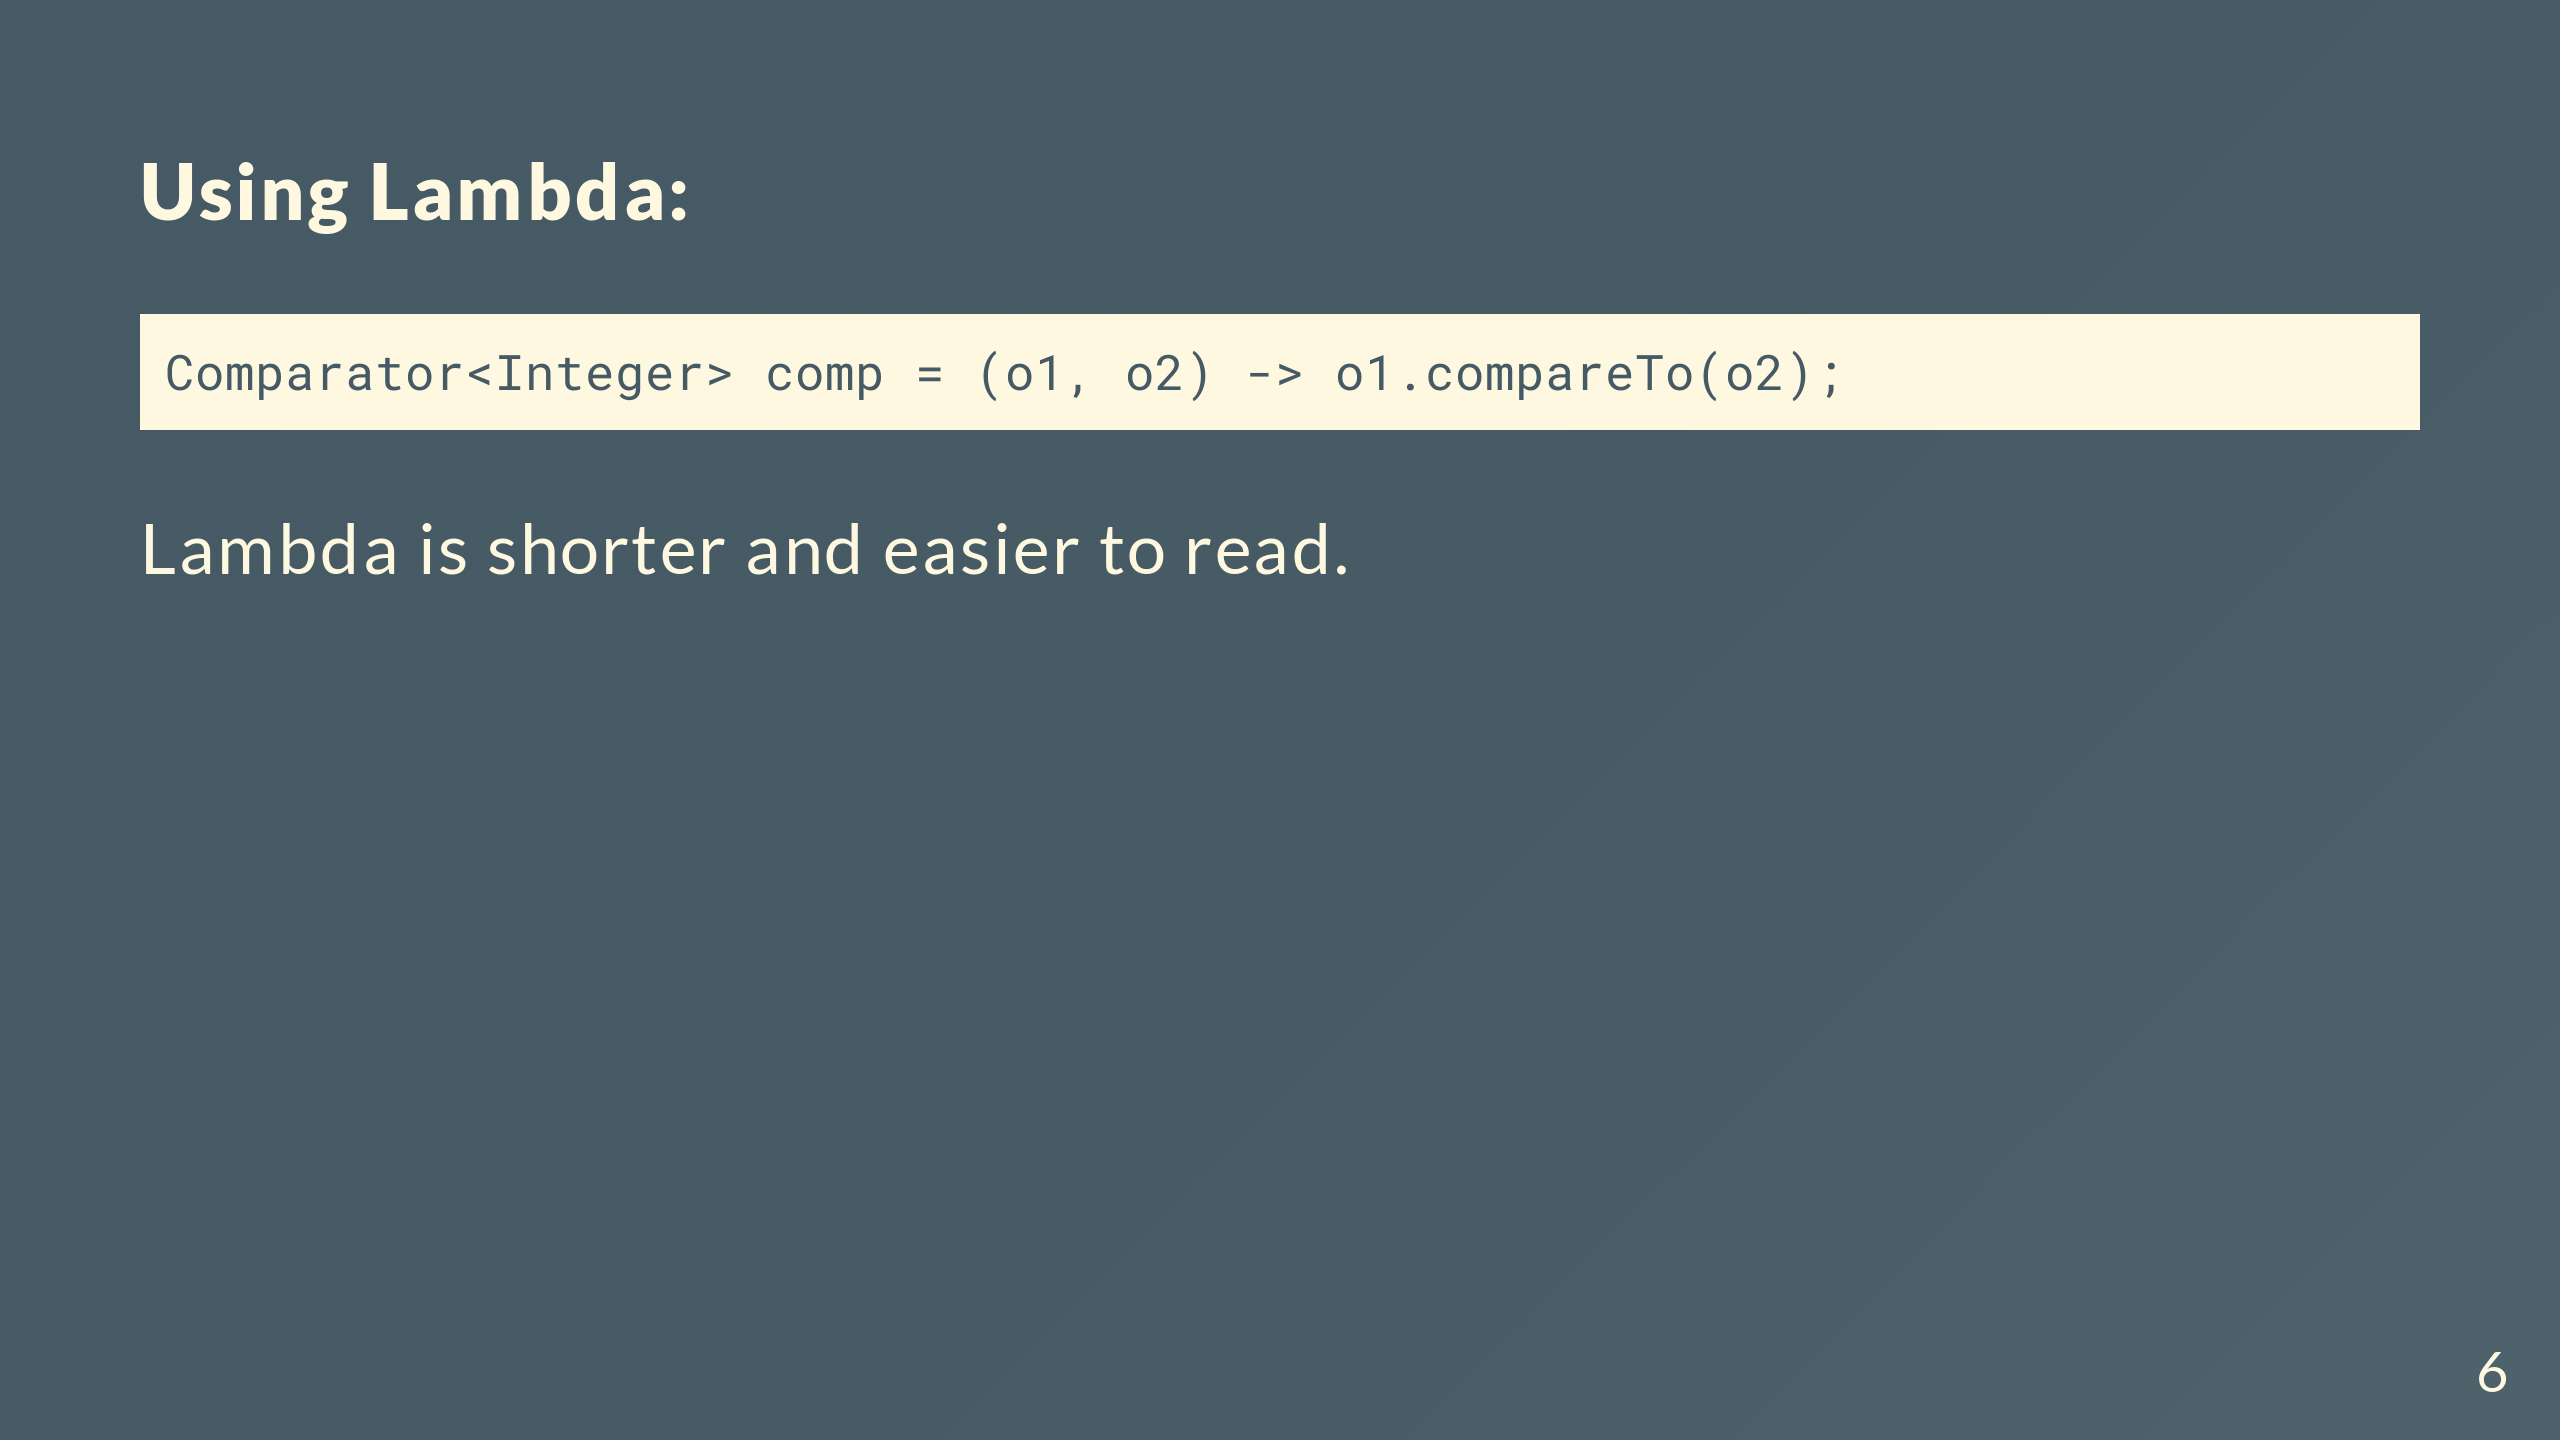 Using Lambda:
Comparator<Integer> comp = (o1, o2) -> o1.compareTo(o2);
Lambda is shorter and easier to read.
6